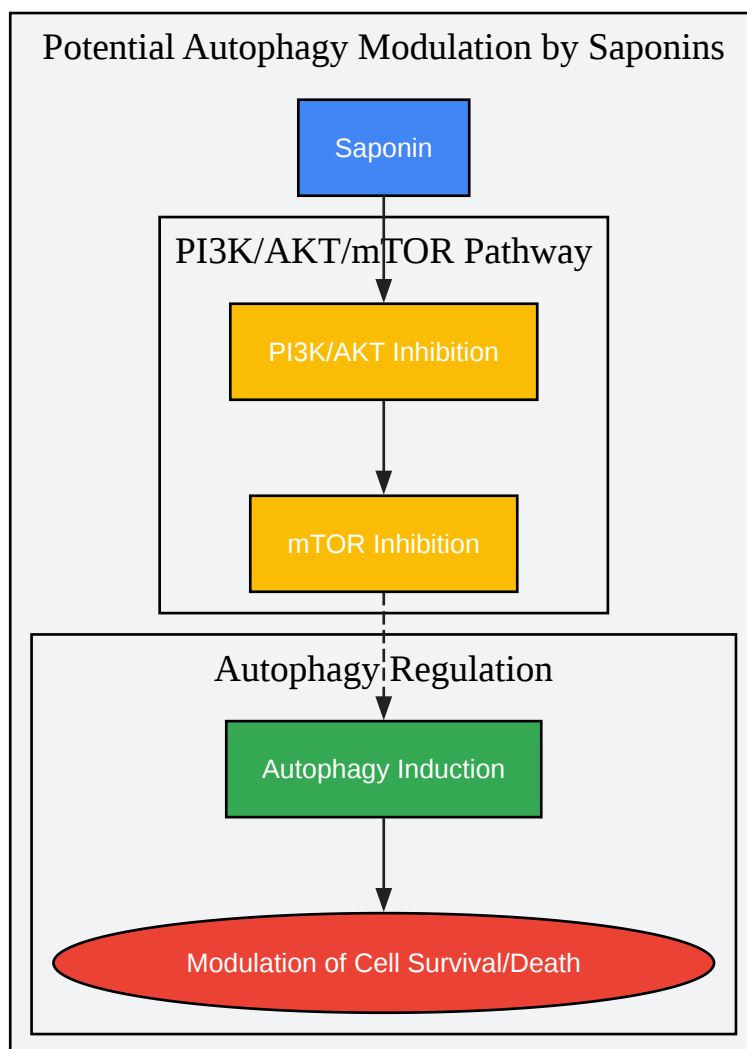 Potential Autophagy Modulation by Saponins
Saponin
PI3K/AKT/mTOR Pathway
PI3K/AKT Inhibition
mTOR Inhibition
Autophagy Regulation
Autophagy Induction
Modulation of Cell Survival/Death